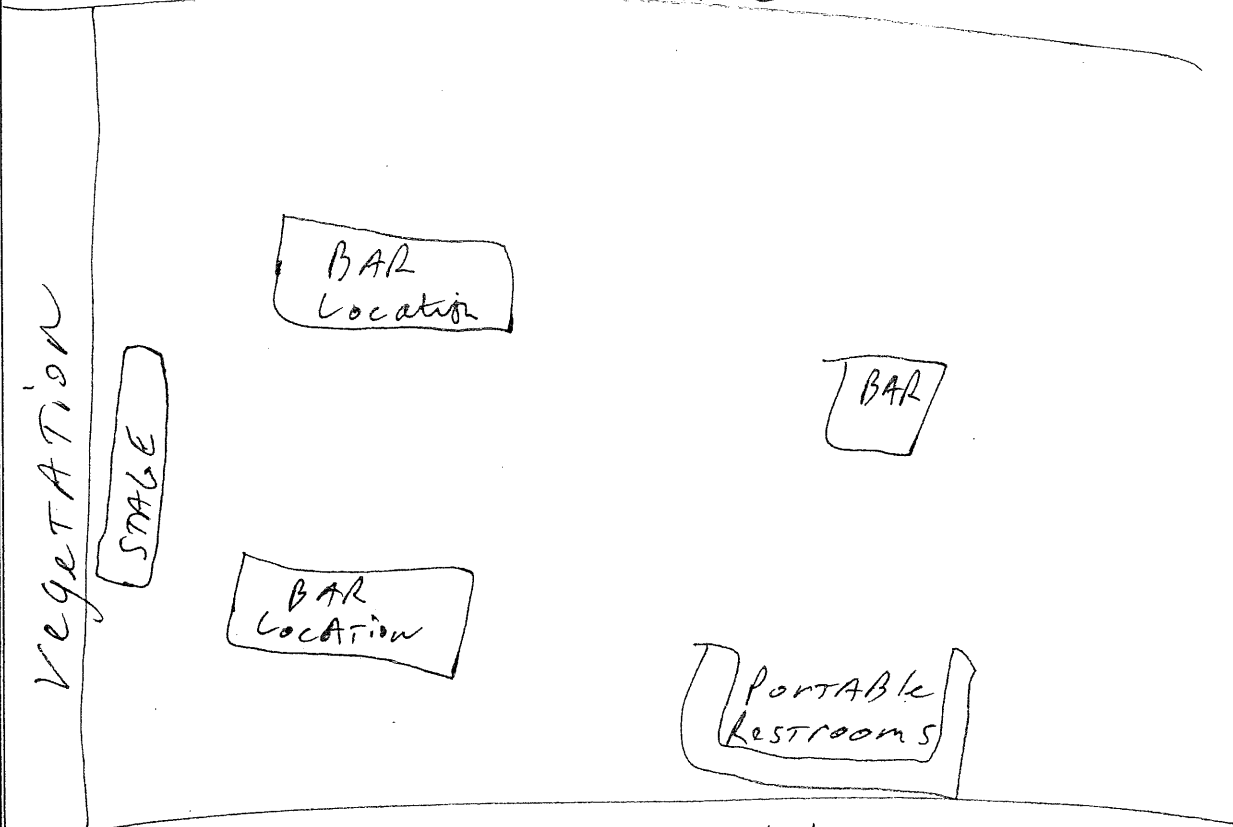 VegeTATion
STAGE
BAR
Location
BAR
LocATion
BAR
PorTABle
RestrOOms